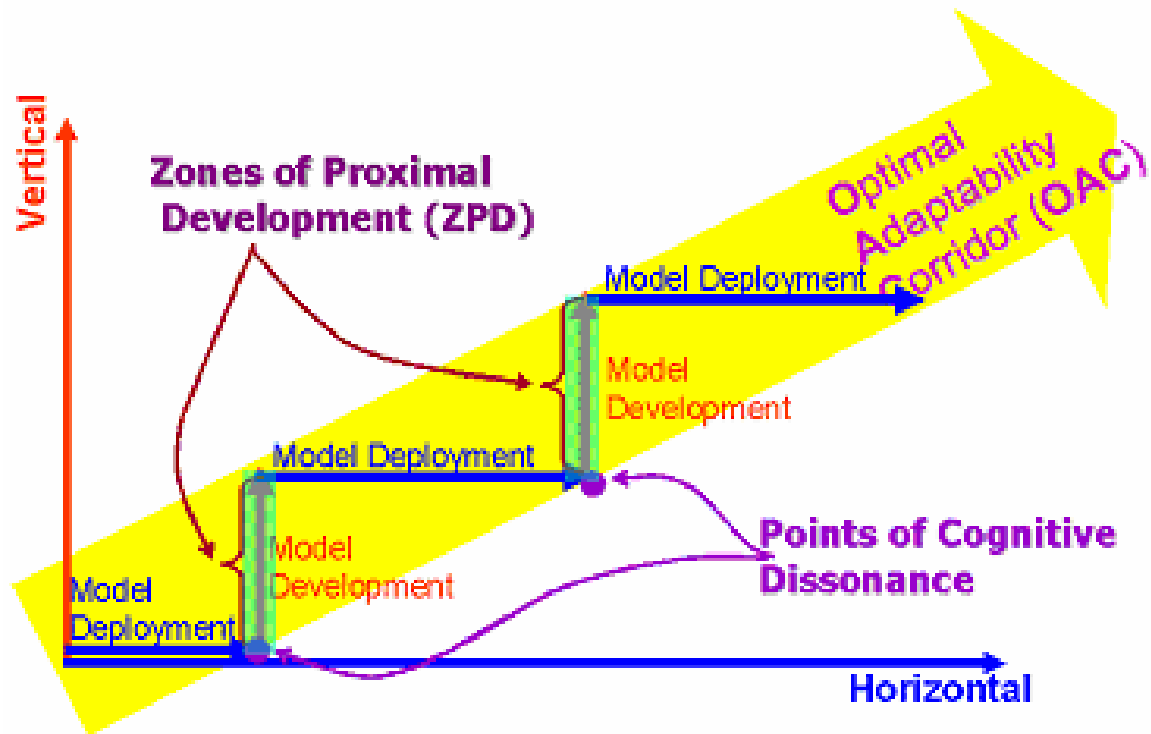 Vertical
Zones of Proximal
Development (ZPD)
Optimal
Adaptability
Corridor (OAC)
Model Deployment
Model
Development
Model Deployment
Points of Cognitive
Dissonance
Model
Development
Model
Deployment
Horizontal